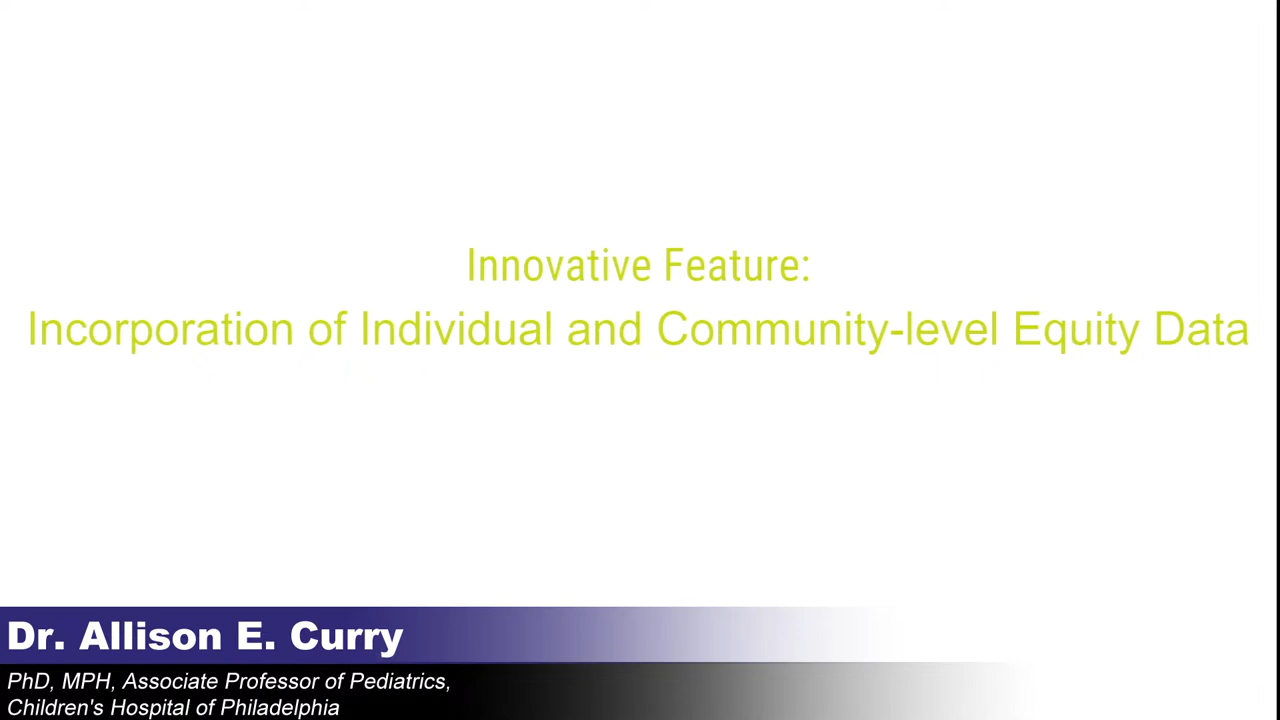 Innovative Feature:
Incorporation of Individual and Community-level Equity Data
Dr. Allison E. Curry
PhD, MPH, Associate Professor of Pediatrics,
Children's Hospital of Philadelphia